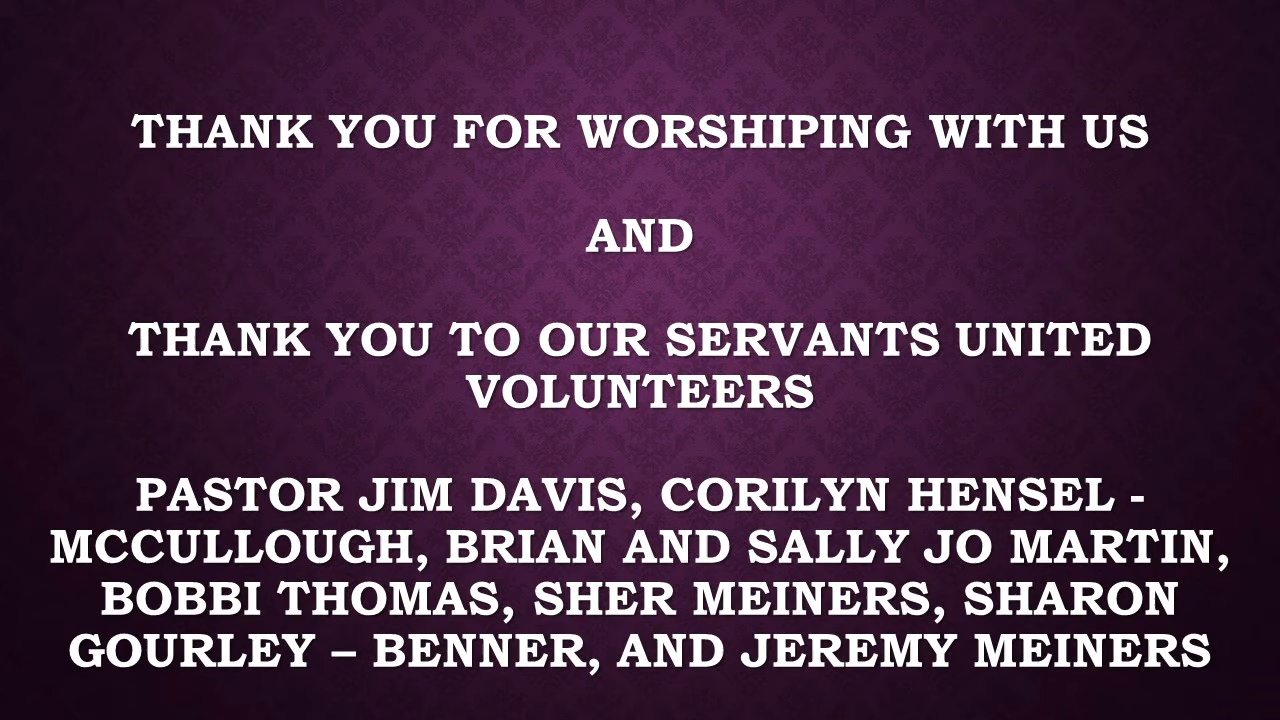 THANK YOU FOR WORSHIPING WITH US
AND
THANK YOU TO OUR SERVANTS UNITED
VOLUNTEERS
PASTOR JIM DAVIS, CORILYN HENSEL -
MCCULLOUGH, BRIAN AND SALLY JO MARTIN,
BOBBI THOMAS, SHER MEINERS, SHARON
GOURLEY – BENNER, AND JEREMY MEINERS